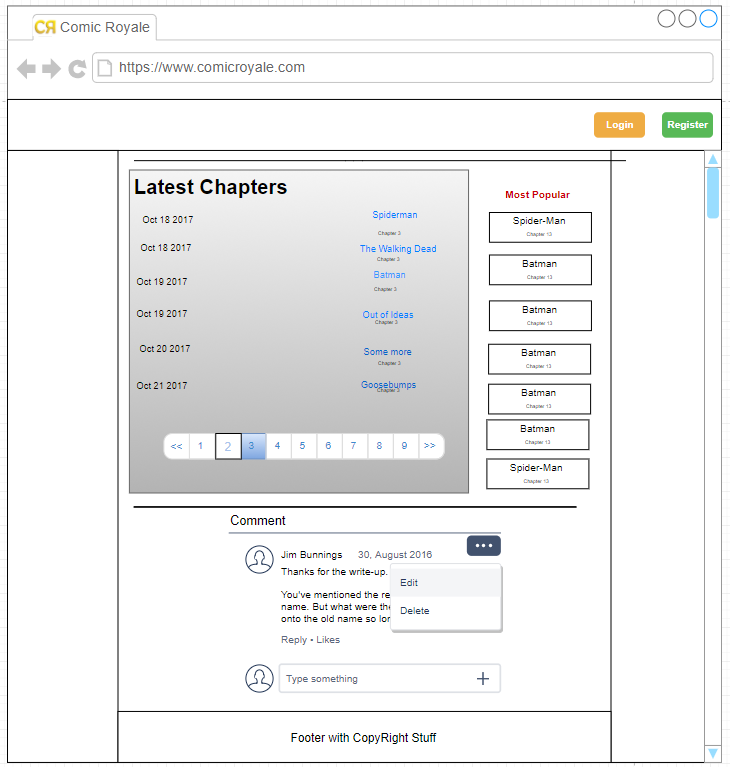 CR Comic Royale
https://www.comicroyale.com
Login Register
Latest Chapters
Oct 18 2017 Spiderman
Chapter 3
Oct 18 2017 The Walking Dead
Chapter 3
Oct 19 2017 Batman
Chapter 3
Oct 19 2017 Out of Ideas
Chapter 3
Oct 20 2017 Some more
Chapter 3
Oct 21 2017 Goosebumps
Chapter 3
<< 1 2 3 4 5 6 7 8 9 >>
Most Popular
Spider-Man
Chapter 13
Batman
Chapter 13
Batman
Chapter 13
Batman
Chapter 13
Batman
Chapter 13
Batman
Chapter 13
Spider-Man
Chapter 13
Comment
Jim Bunnings 30, August 2016
Thanks for the write-up.
You've mentioned the re
name. But what were the
onto the old name so lon
Edit
Delete
Reply • Likes
Type something
Footer with CopyRight Stuff